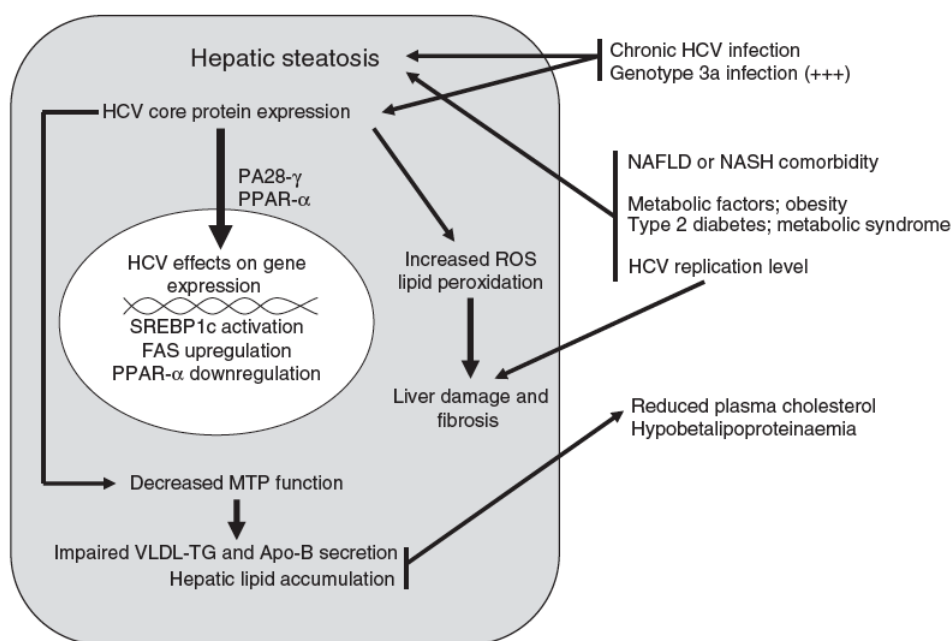 Hepatic steatosis
Chronic HCV infection
Genotype 3a infection (+++)
HCV core protein expression
PA28-γ
PPAR-α
NAFLD or NASH comorbidity
Metabolic factors; obesity
Type 2 diabetes; metabolic syndrome
HCV replication level
HCV effects on gene
expression
SREBP1c activation
FAS upregulation
PPAR-α downregulation
Increased ROS
lipid peroxidation
Liver damage and
fibrosis
Reduced plasma cholesterol
Hypobetalipoproteinaemia
Decreased MTP function
Impaired VLDL-TG and Apo-B secretion
Hepatic lipid accumulation